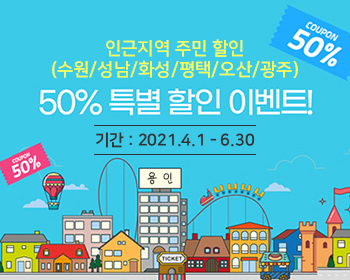 인근지역 주민 할인
(수원/성남/화성/평택/오산/광주)
COUPON
50%
50% 특별 할인 이벤트!
기간 : 2021.4.1 - 6.30
COUPON
50%
용인
TICKET